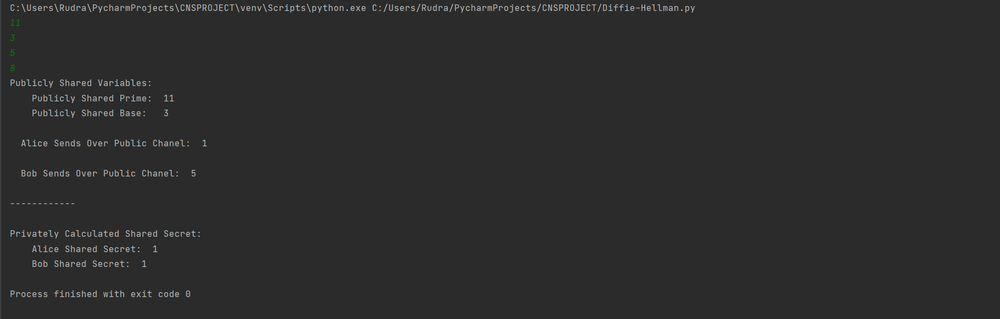 C:\Users\Rudra\PycharmProjects\CNSPROJECT\venv\Scripts\python.exe C:/Users/Rudra/PycharmProjects/CNSPROJECT/Diffie-Hellman.py
11
3
5
8
Publicly Shared Variables:
    Publicly Shared Prime:  11
    Publicly Shared Base:   3
  Alice Sends Over Public Chanel:  1
  Bob Sends Over Public Chanel:  5
------------
Privately Calculated Shared Secret:
    Alice Shared Secret:  1
    Bob Shared Secret:  1
Process finished with exit code 0